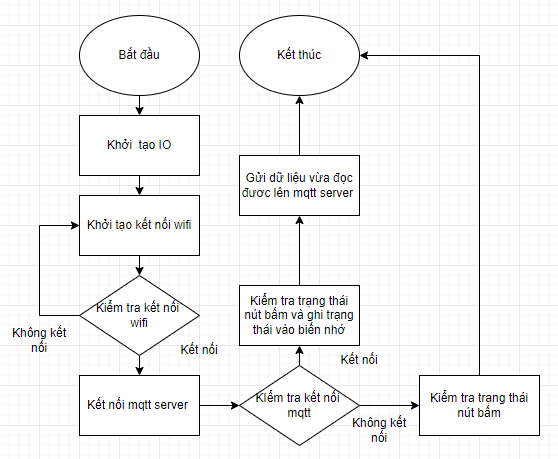 Bắt đầu
Kết thúc
Khởi tạo IO
Gửi dữ liệu vừa đọc
được lên mqtt server
Khởi tạo kết nối wifi
Kiểm tra kết nối
wifi
Không kết
nối
Kết nối
Kiểm tra trạng thái
nút bấm và ghi trạng
thái vào biến nhớ
Kết nối
Kết nối mqtt server
Kiểm tra kết nối
mqtt
Không kết
nối
Kiểm tra trạng thái
nút bấm